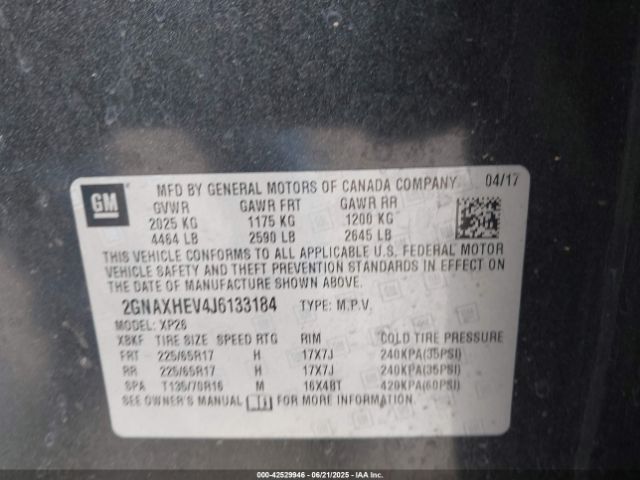 GM
MFD BY GENERAL MOTORS OF CANADA COMPANY 04/17
GVWR GAWR FRT GAWR RR
2025 KG 1175 KG 1200 KG
4464 LB 2590 LB 2645 LB
THIS VEHICLE CONFORMS TO ALL APPLICABLE U.S. FEDERAL MOTOR
VEHICLE SAFETY AND THEFT PREVENTION STANDARDS IN EFFECT ON
THE DATE OF MANUFACTURE SHOWN ABOVE.
2GNAXHEV4J6133184 TYPE: M.P.V.
MODEL: XP26
XBKF TIRE SIZE SPEED RTG RIM COLD TIRE PRESSURE
FRT 225/65R17 H 17X7J 240KPA(35PSI)
RR 225/65R17 H 17X7J 240KPA(35PSI)
SPA T135/70R16 M 16X4BT 420KPA(60PSI)
SEE OWNER'S MANUAL FOR MORE INFORMATION.
000-42529946 | 06/21/2025 | IAA INC.